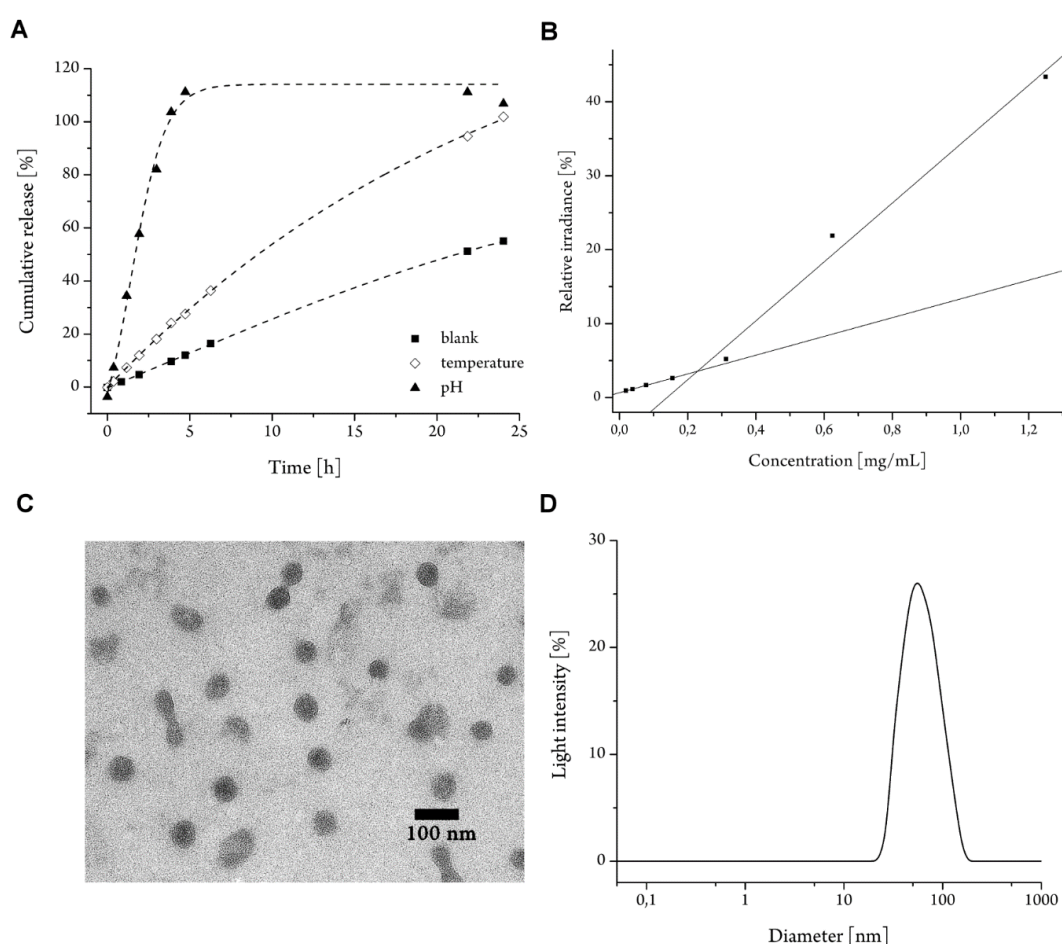 A
120
100
80
60
40
20
0
Cumulative release [%]
blank
temperature
pH
0 5 10 15 20 25
Time [h]
B
40
30
20
10
0
Relative irradiance [%]
0,0 0,2 0,4 0,6 0,8 1,0 1,2
Concentration [mg/mL]
C
100 nm
D
30
20
10
0
Light intensity [%]
0,1 1 10 100 1000
Diameter [nm]